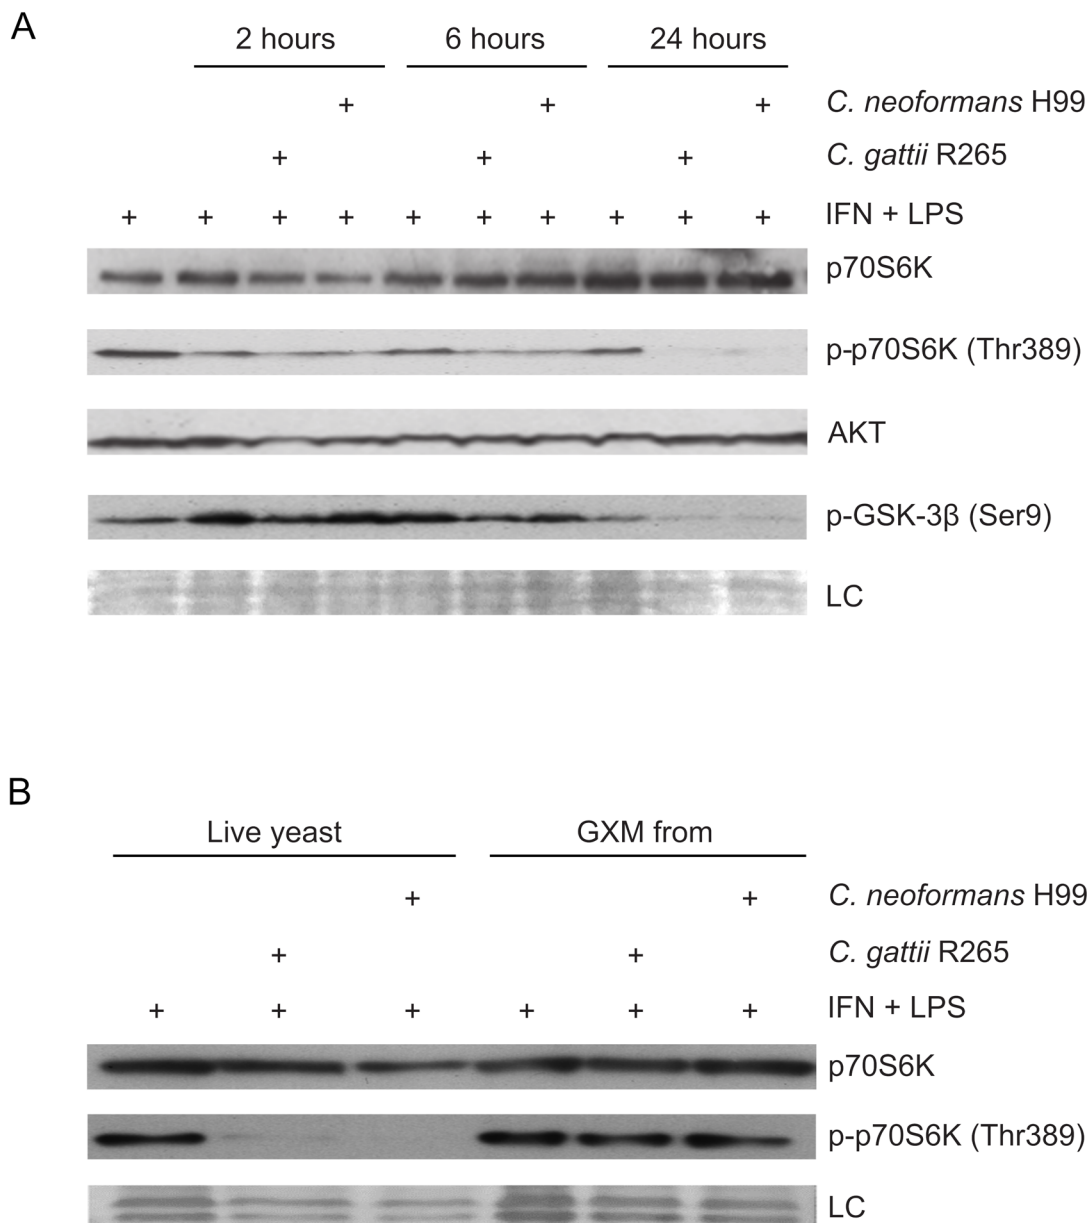 A
2 hours 6 hours 24 hours
+ + + C. neoformans H99
+ + + C. gattii R265
+ + + + + + + + + + IFN + LPS
p70S6K
p-p70S6K (Thr389)
AKT
p-GSK-3β (Ser9)
LC
B
Live yeast GXM from
+ + C. neoformans H99
+ + C. gattii R265
+ + + + + + IFN + LPS
p70S6K
p-p70S6K (Thr389)
LC